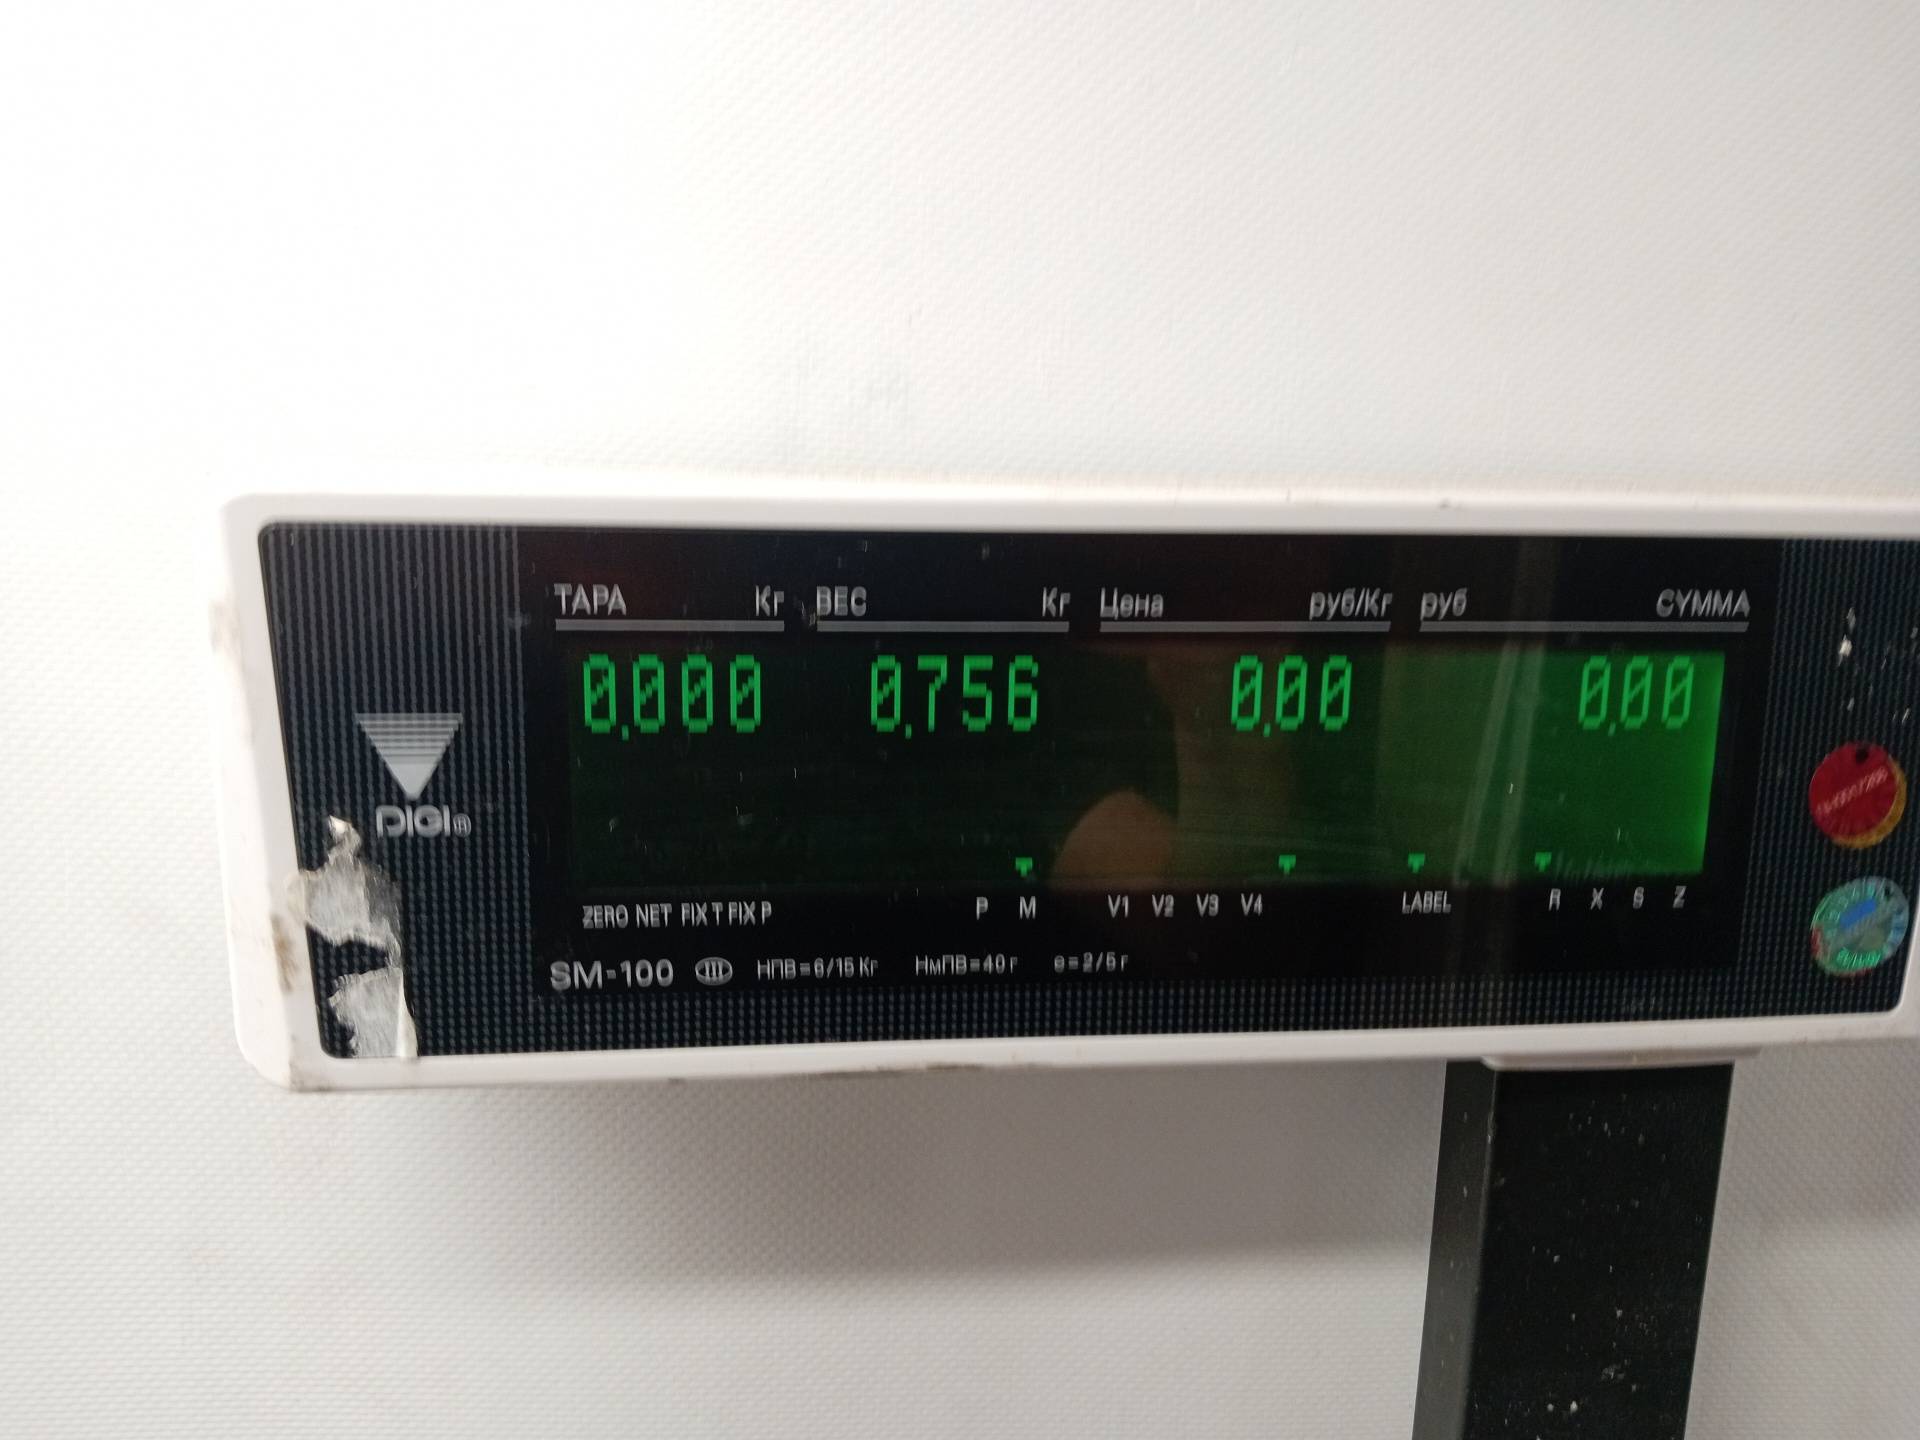 ТАРА Кг ВЕС Кг Цена руб/Кг руб СУММА
0,000 0,756 0,00 0,00
DIGI®
ZERO NET FIX T FIX P P M V1 V2 V3 V4 LABEL R X S Z
SM-100 III НПВ=6/15 Кг НмПВ=40 г e=2/5 г